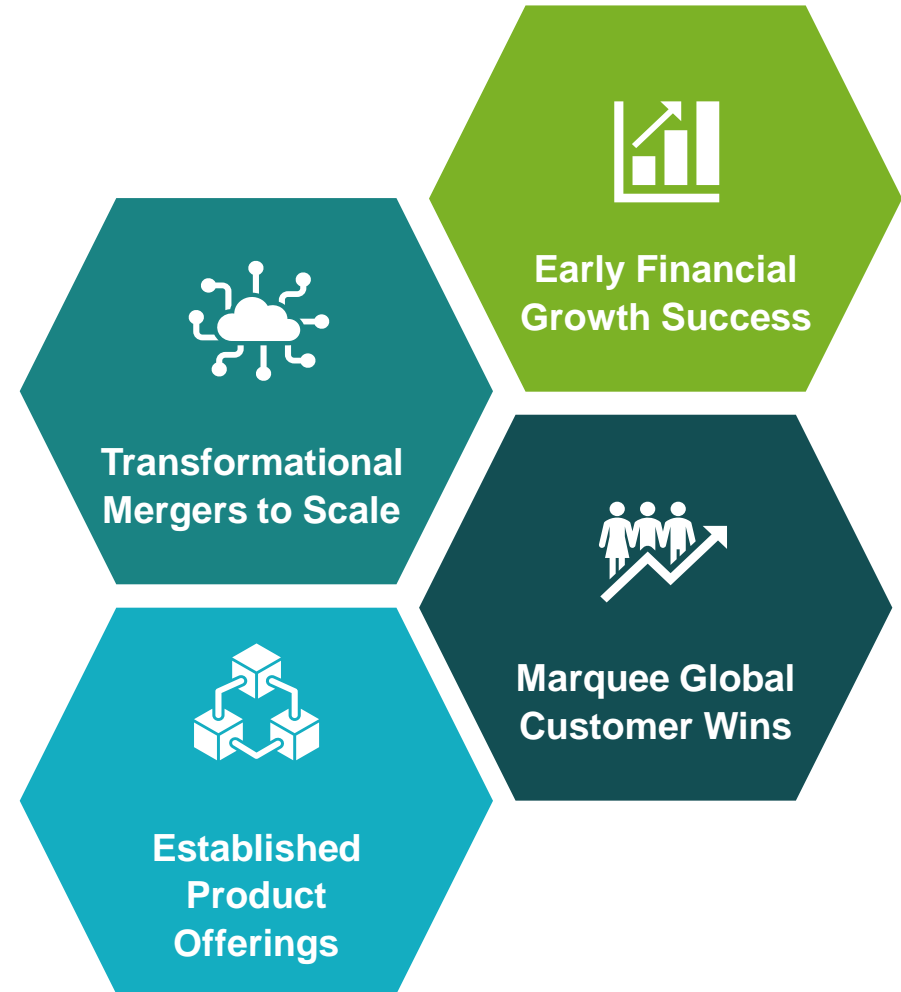 Early Financial
Growth Success
Transformational
Mergers to Scale
Marquee Global
Customer Wins
Established
Product
Offerings